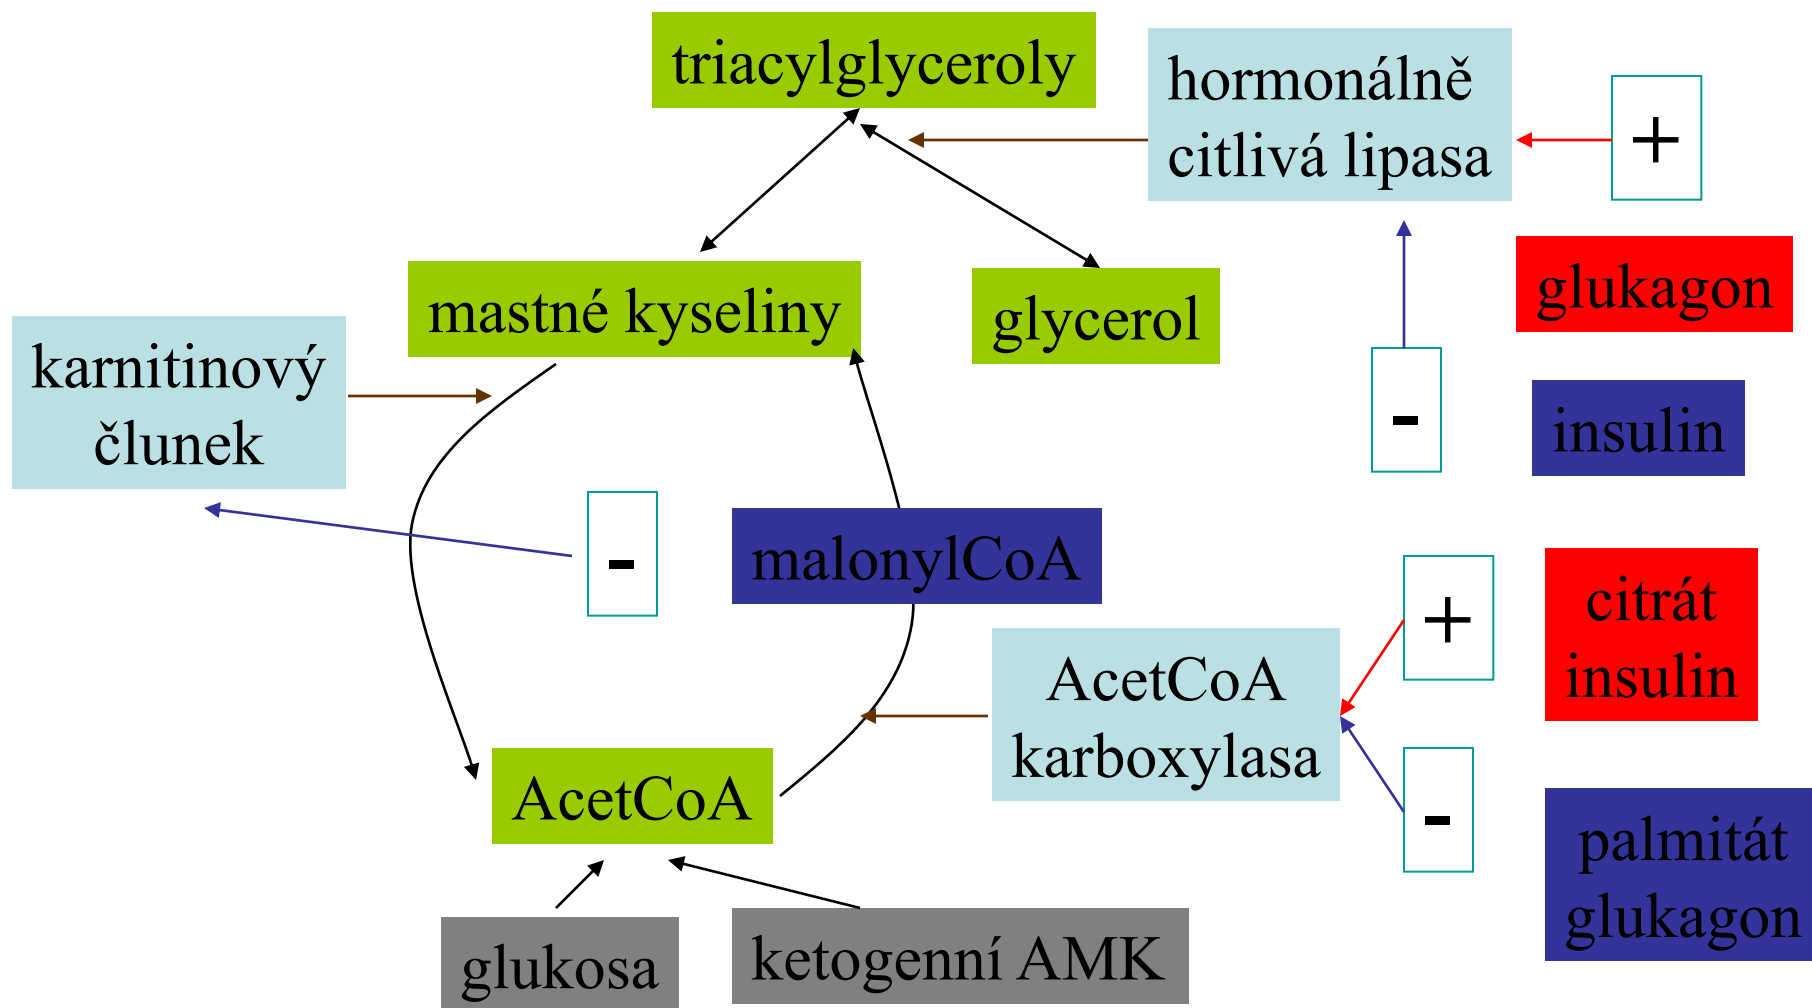 triacylglyceroly
hormonálně
citlivá lipasa
+
glukagon
mastné kyseliny
glycerol
karnitinový
člunek
-
insulin
-
malonylCoA
+
citrát
insulin
AcetCoA
karboxylasa
AcetCoA
-
palmitát
glukagon
glukosa
ketogenní AMK